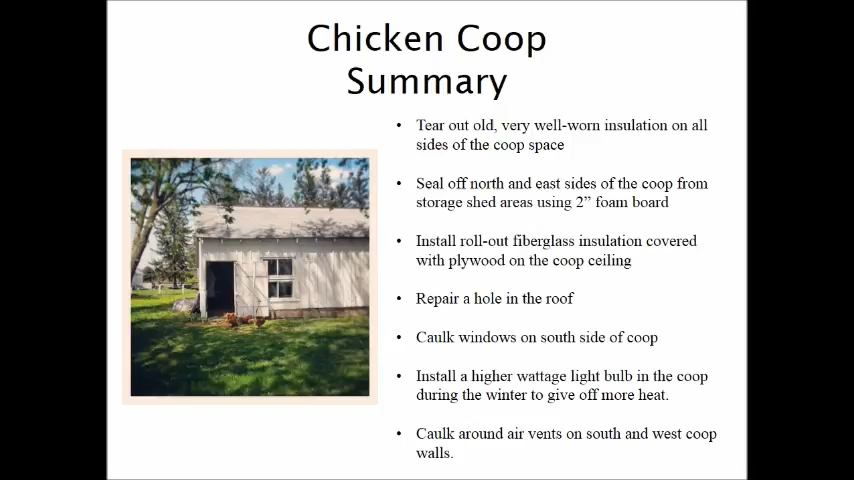 Chicken Coop
Summary
• Tear out old, very well-worn insulation on all
sides of the coop space
• Seal off north and east sides of the coop from
storage shed areas using 2” foam board
• Install roll-out fiberglass insulation covered
with plywood on the coop ceiling
• Repair a hole in the roof
• Caulk windows on south side of coop
• Install a higher wattage light bulb in the coop
during the winter to give off more heat.
• Caulk around air vents on south and west coop
walls.